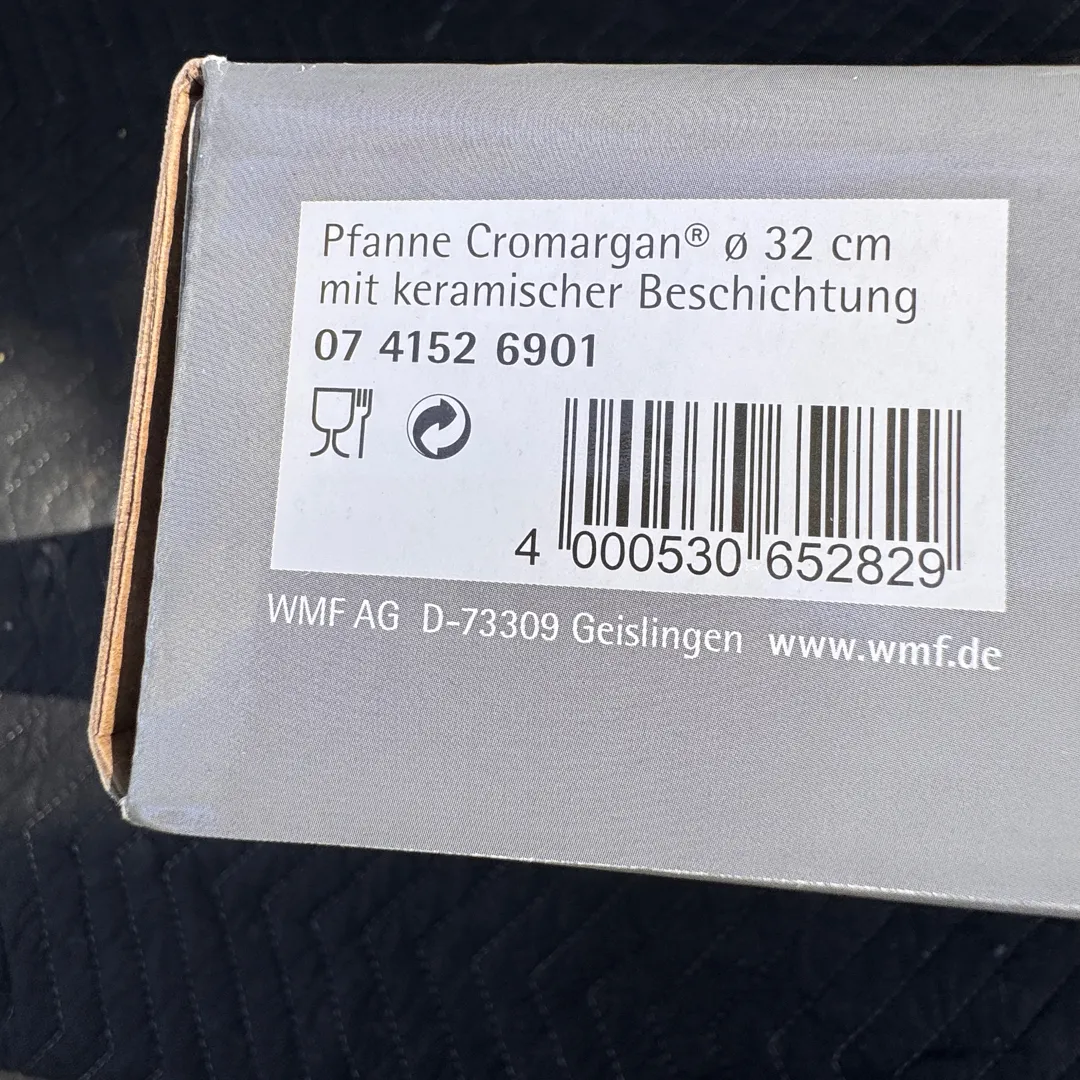 Pfanne Cromargan® ø 32 cm
mit keramischer Beschichtung
07 4152 6901
4 000530 652829
WMF AG D-73309 Geislingen www.wmf.de